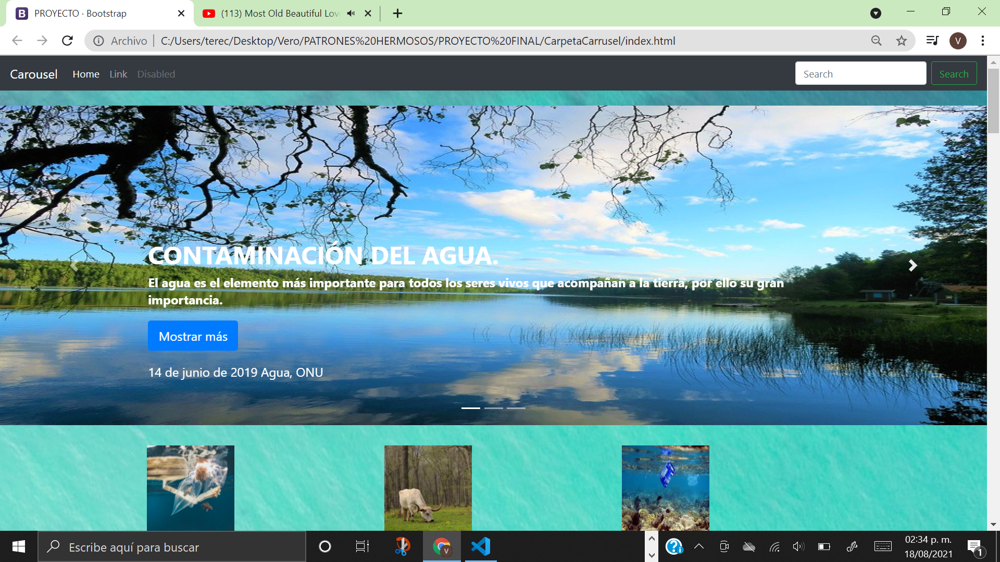 PROYECTO · Bootstrap
(113) Most Old Beautiful Lov
Archivo
C:/Users/terec/Desktop/Vero/PATRONES%20HERMOSOS/PROYECTO%20FINAL/CarpetaCarrusel/index.html
V
Carousel Home Link Disabled
Search Search
CONTAMINACIÓN DEL AGUA.
El agua es el elemento más importante para todos los seres vivos que acompañan a la tierra, por ello su gran
importancia.
Mostrar más
14 de junio de 2019 Agua, ONU
Escribe aquí para buscar
V
02:34 p. m.
18/08/2021
1